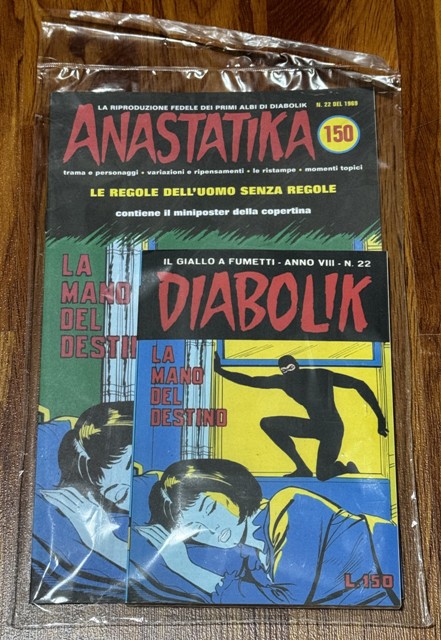 LA RIPRODUZIONE FEDELE DEI PRIMI ALBI DI DIABOLIK
N. 22 DEL 1969
ANASTATIKA
150
trama e personaggi • variazioni e ripensamenti • le ristampe • momenti topici
LE REGOLE DELL'UOMO SENZA REGOLE
contiene il miniposter della copertina
LA
MANO
DEL
DESTI
IL GIALLO A FUMETTI - ANNO VIII - N. 22
DIABOLIK
LA
MANO
DEL
DESTINO
L.150